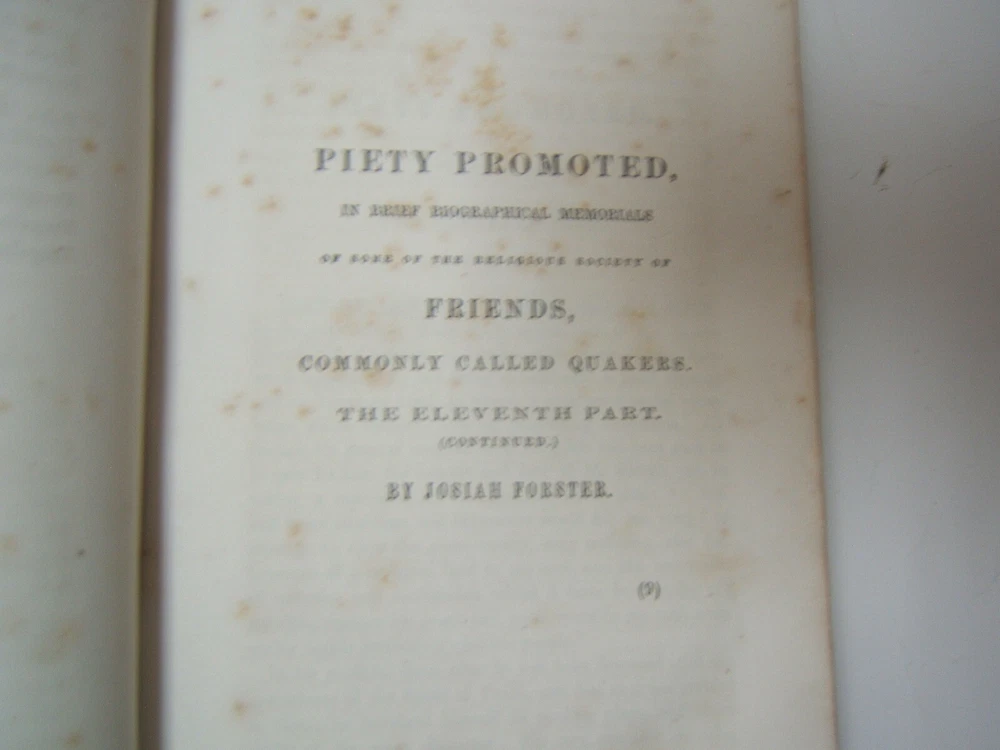 PIETY PROMOTED,
IN BRIEF BIOGRAPHICAL MEMORIALS
OF SOME OF THE RELIGIOUS SOCIETY OF
FRIENDS,
COMMONLY CALLED QUAKERS.
THE ELEVENTH PART.
(CONTINUED.)
BY JOSIAH FORSTER.
(9)